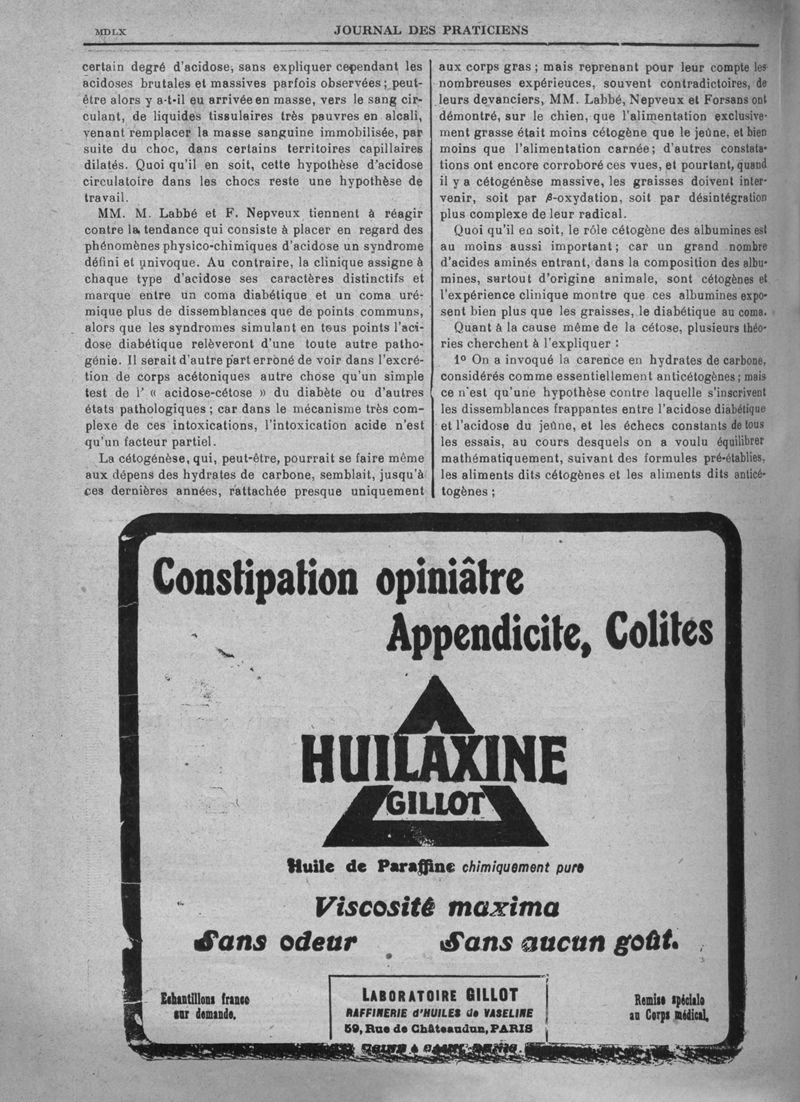 MDLX
JOURNAL DES PRATICIENS
certain degré d'acidose, sans expliquer cependant les
acidoses brutales et massives parfois observées ; peut-
être alors y a-t-il eu arrivée en masse, vers le sang cir-
culant, de liquides tissulaires très pauvres en alcali,
venant remplacer la masse sanguine immobilisée, par
suite du choc, dans certains territoires capillaires
dilatés. Quoi qu'il en soit, cette hypothèse d'acidose
circulatoire dans les chocs reste une hypothèse de
travail.
MM. M. Labbé et F. Nepveux tiennent à réagir
contre la tendance qui consiste à placer en regard des
phénomènes physico-chimiques d'acidose un syndrome
défini et univoque. Au contraire, la clinique assigne à
chaque type d'acidose ses caractères distinctifs et
marque entre un coma diabétique et un coma uré-
mique plus de dissemblances que de points communs,
alors que les syndromes simulant en tous points l'aci-
dose diabétique relèveront d'une toute autre patho-
génie. Il serait d'autre part erroné de voir dans l'excré-
tion de corps acétoniques autre chose qu'un simple
test de l' « acidose-cétose » du diabète ou d'autres
états pathologiques ; car dans le mécanisme très com-
plexe de ces intoxications, l'intoxication acide n'est
qu'un facteur partiel.
La cétogénèse, qui, peut-être, pourrait se faire même
aux dépens des hydrates de carbone, semblait, jusqu'à
ces dernières années, rattachée presque uniquement
aux corps gras ; mais reprenant pour leur compte les
nombreuses expérieuces, souvent contradictoires, de
leurs devanciers, MM. Labbé, Nepveux et Forsans ont
démontré, sur le chien, que l'alimentation exclusive-
ment grasse était moins cétogène que le jeûne, et bien
moins que l'alimentation carnée ; d'autres constata-
tions ont encore corroboré ces vues, et pourtant, quand
il y a cétogénèse massive, les graisses doivent inter-
venir, soit par β-oxydation, soit par désintégration
plus complexe de leur radical.
Quoi qu'il en soit, le rôle cétogène des albumines est
au moins aussi important ; car un grand nombre
d'acides aminés entrant, dans la composition des albu-
mines, surtout d'origine animale, sont cétogènes et
l'expérience clinique montre que ces albumines expo-
sent bien plus que les graisses, le diabétique au coma.
Quant à la cause même de la cétose, plusieurs théo-
ries cherchent à l'expliquer :
1º On a invoqué la carence en hydrates de carbone,
considérés comme essentiellement anticétogènes ; mais
ce n'est qu'une hypothèse contre laquelle s'inscrivent
les dissemblances frappantes entre l'acidose diabétique
et l'acidose du jeûne, et les échecs constants de tous
les essais, au cours desquels on a voulu équilibrer
mathématiquement, suivant des formules pré-établies,
les aliments dits cétogènes et les aliments dits anticé-
togènes ;
Constipation opiniâtre
Appendicite, Colites
HUILAXINE
GILLOT
Huile de Paraffine chimiquement pure
Viscosité maxima
Sans odeur Sans aucun goût.
Echantillons franco
sur demande.
LABORATOIRE GILLOT
RAFFINERIE d'HUILES de VASELINE
59, Rue de Châteaudun, PARIS
Remise spéciale
au Corps médical.